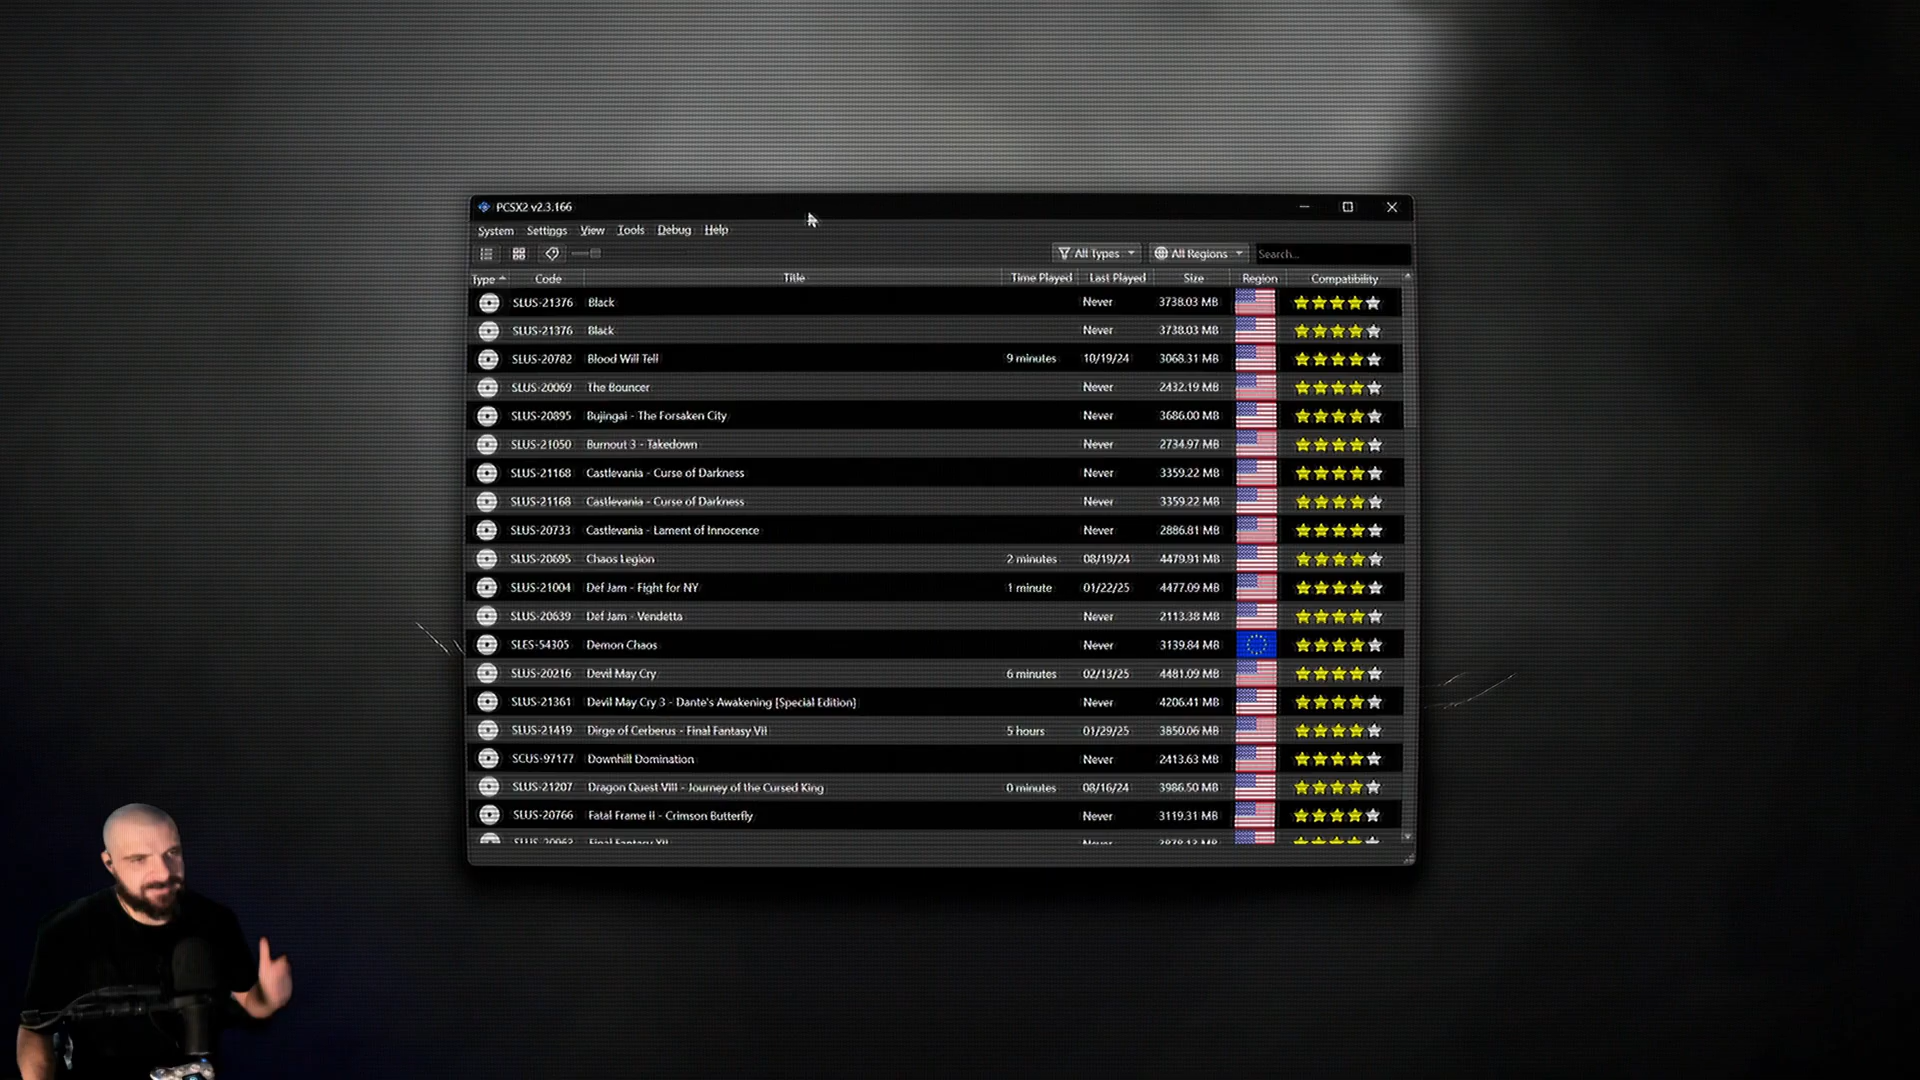 PCSX2 v2.3.166
System Settings View Tools Debug Help
All Types All Regions Search...
Type Code Title Time Played Last Played Size Region Compatibility
SLUS-21376 Black Never 3738.03 MB
SLUS-21376 Black Never 3738.03 MB
SLUS-20782 Blood Will Tell 9 minutes 10/19/24 3068.31 MB
SLUS-20069 The Bouncer Never 2432.19 MB
SLUS-20895 Bujingai - The Forsaken City Never 3686.00 MB
SLUS-21050 Burnout 3 - Takedown Never 2734.97 MB
SLUS-21168 Castlevania - Curse of Darkness Never 3359.22 MB
SLUS-21168 Castlevania - Curse of Darkness Never 3359.22 MB
SLUS-20733 Castlevania - Lament of Innocence Never 2886.81 MB
SLUS-20695 Chaos Legion 2 minutes 08/19/24 4479.91 MB
SLUS-21004 Def Jam - Fight for NY 1 minute 01/22/25 4477.09 MB
SLUS-20639 Def Jam - Vendetta Never 2113.38 MB
SLES-54305 Demon Chaos Never 3139.84 MB
SLUS-20216 Devil May Cry 6 minutes 02/13/25 4481.09 MB
SLUS-21361 Devil May Cry 3 - Dante's Awakening [Special Edition] Never 4206.41 MB
SLUS-21419 Dirge of Cerberus - Final Fantasy VII 5 hours 01/29/25 3850.06 MB
SCUS-97177 Downhill Domination Never 2413.63 MB
SLUS-21207 Dragon Quest VIII - Journey of the Cursed King 0 minutes 08/16/24 3986.50 MB
SLUS-20766 Fatal Frame II - Crimson Butterfly Never 3119.31 MB
Final Fantasy XII Never